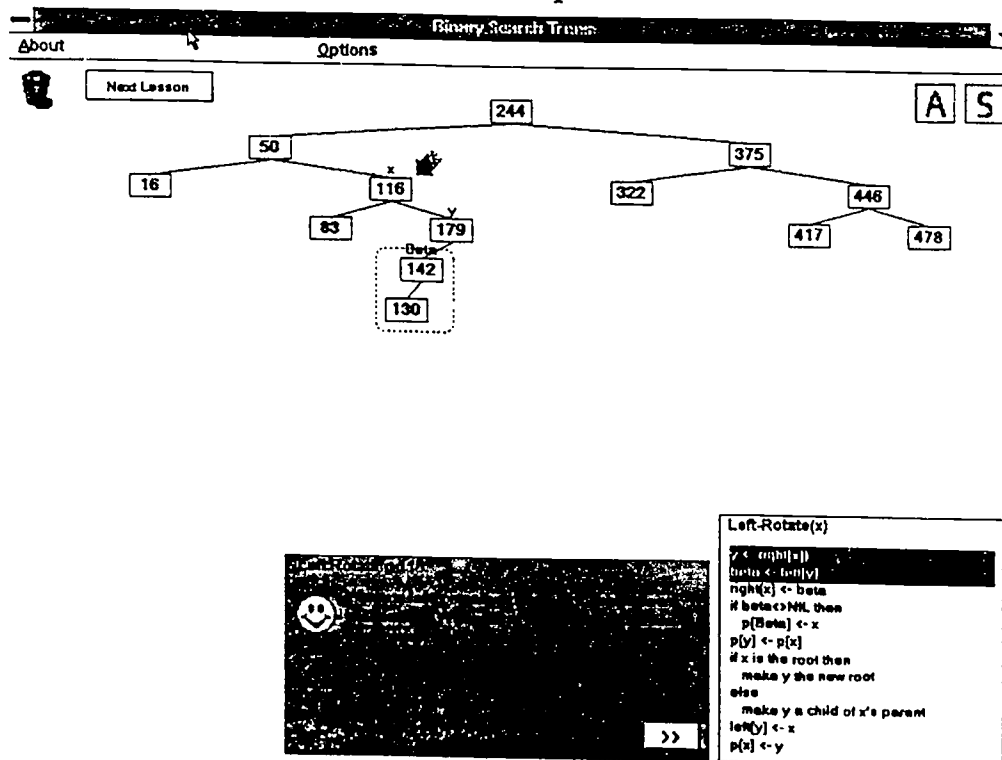 Binary Search Trees
About Options
Next Lesson
A S
244
50
375
x
16
116
322
446
y
83
179
417
478
Beta
142
130
Left-Rotate(x)
y <- right[x])
beta <- left[y]
right[x] <- beta
if beta<>NIL then
p[Beta] <- x
p[y] <- p[x]
if x is the root then
make y the new root
else
make y a child of x's parent
left[y] <- x
p[x] <- y
>>